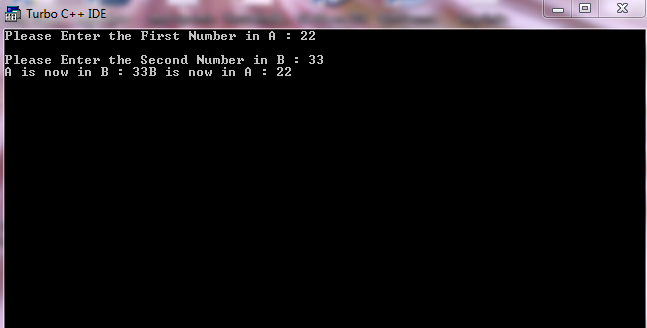 Turbo C++ IDE
Please Enter the First Number in A : 22
Please Enter the Second Number in B : 33
A is now in B : 33B is now in A : 22